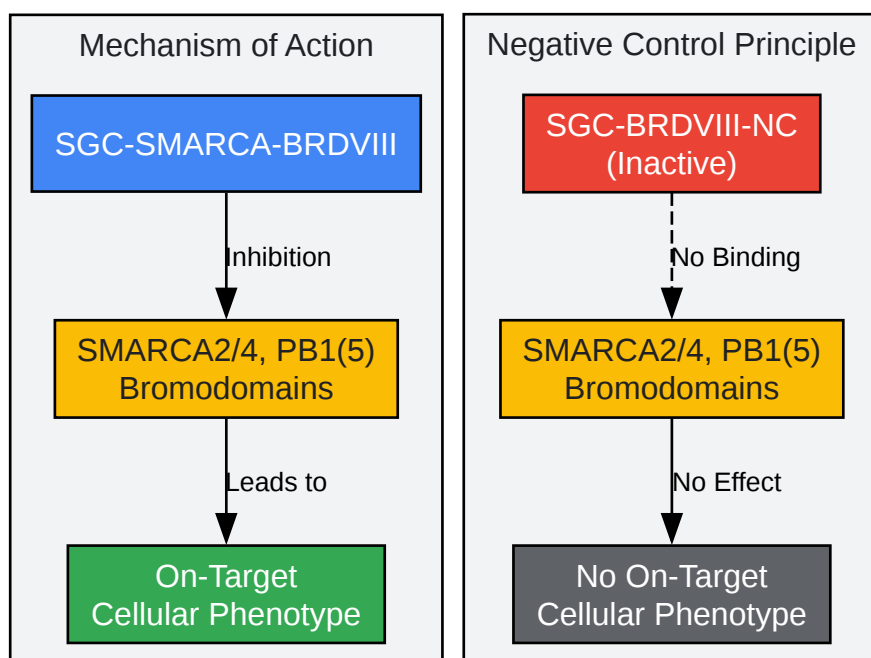 Mechanism of Action
SGC-SMARCA-BRDVIII
Inhibition
SMARCA2/4, PB1(5)
Bromodomains
Leads to
On-Target
Cellular Phenotype
Negative Control Principle
SGC-BRDVIII-NC
(Inactive)
No Binding
SMARCA2/4, PB1(5)
Bromodomains
No Effect
No On-Target
Cellular Phenotype